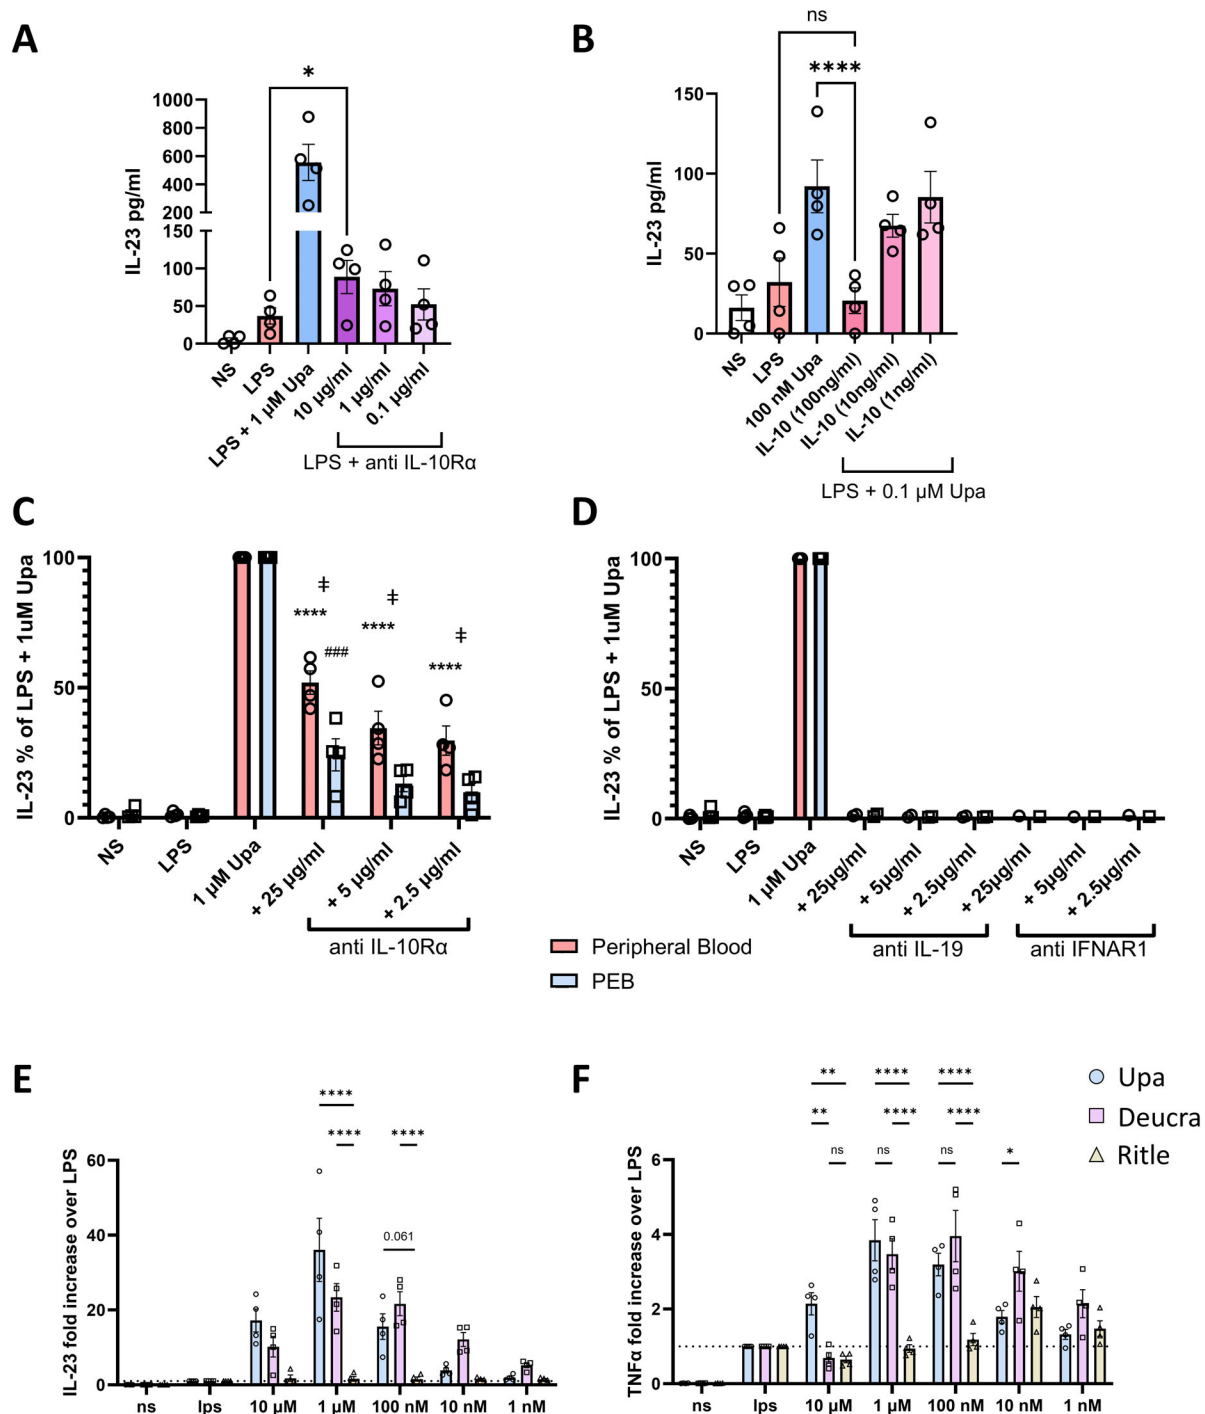 A
*
1000
800
600
400
200
150
100
50
0
IL-23 pg/ml
NS
LPS
LPS + 1 µM Upa
10 µg/ml
1 µg/ml
0.1 µg/ml
LPS + anti IL-10Rα
B
ns
****
150
100
50
0
IL-23 pg/ml
NS
LPS
100 nM Upa
IL-10 (100ng/ml)
IL-10 (10ng/ml)
IL-10 (1ng/ml)
LPS + 0.1 µM Upa
C
IL-23 % of LPS + 1uM Upa
100
50
0
‡
****
###
‡
****
‡
****
NS
LPS
1 µM Upa
+ 25 µg/ml
+ 5 µg/ml
+ 2.5 µg/ml
anti IL-10Rα
D
IL-23 % of LPS + 1uM Upa
100
50
0
NS
LPS
1 µM Upa
+ 25µg/ml
+ 5µg/ml
+ 2.5µg/ml
+ 25µg/ml
+ 5µg/ml
+ 2.5µg/ml
anti IL-19
anti IFNAR1
Peripheral Blood
PEB
E
IL-23 fold increase over LPS
60
40
20
0
****
****
****
0.061
ns
lps
10 µM
1 µM
100 nM
10 nM
1 nM
F
TNFα fold increase over LPS
6
4
2
0
**
****
****
**
****
****
ns
ns
ns
*
ns
lps
10 µM
1 µM
100 nM
10 nM
1 nM
Upa
Deucra
Ritle